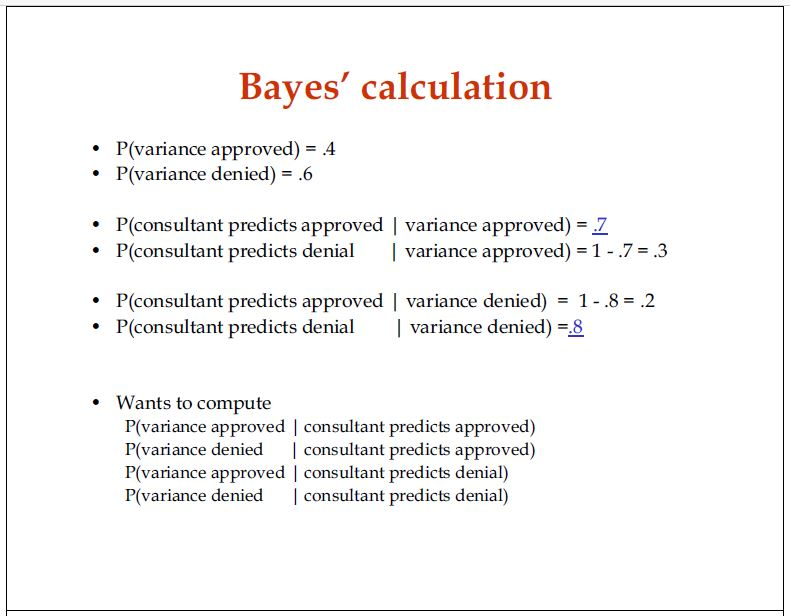 Bayes’ calculation
• P(variance approved) = .4
• P(variance denied) = .6
• P(consultant predicts approved | variance approved) = .7
• P(consultant predicts denial | variance approved) = 1 - .7 = .3
• P(consultant predicts approved | variance denied) = 1 - .8 = .2
• P(consultant predicts denial | variance denied) =.8
• Wants to compute
P(variance approved | consultant predicts approved)
P(variance denied | consultant predicts approved)
P(variance approved | consultant predicts denial)
P(variance denied | consultant predicts denial)